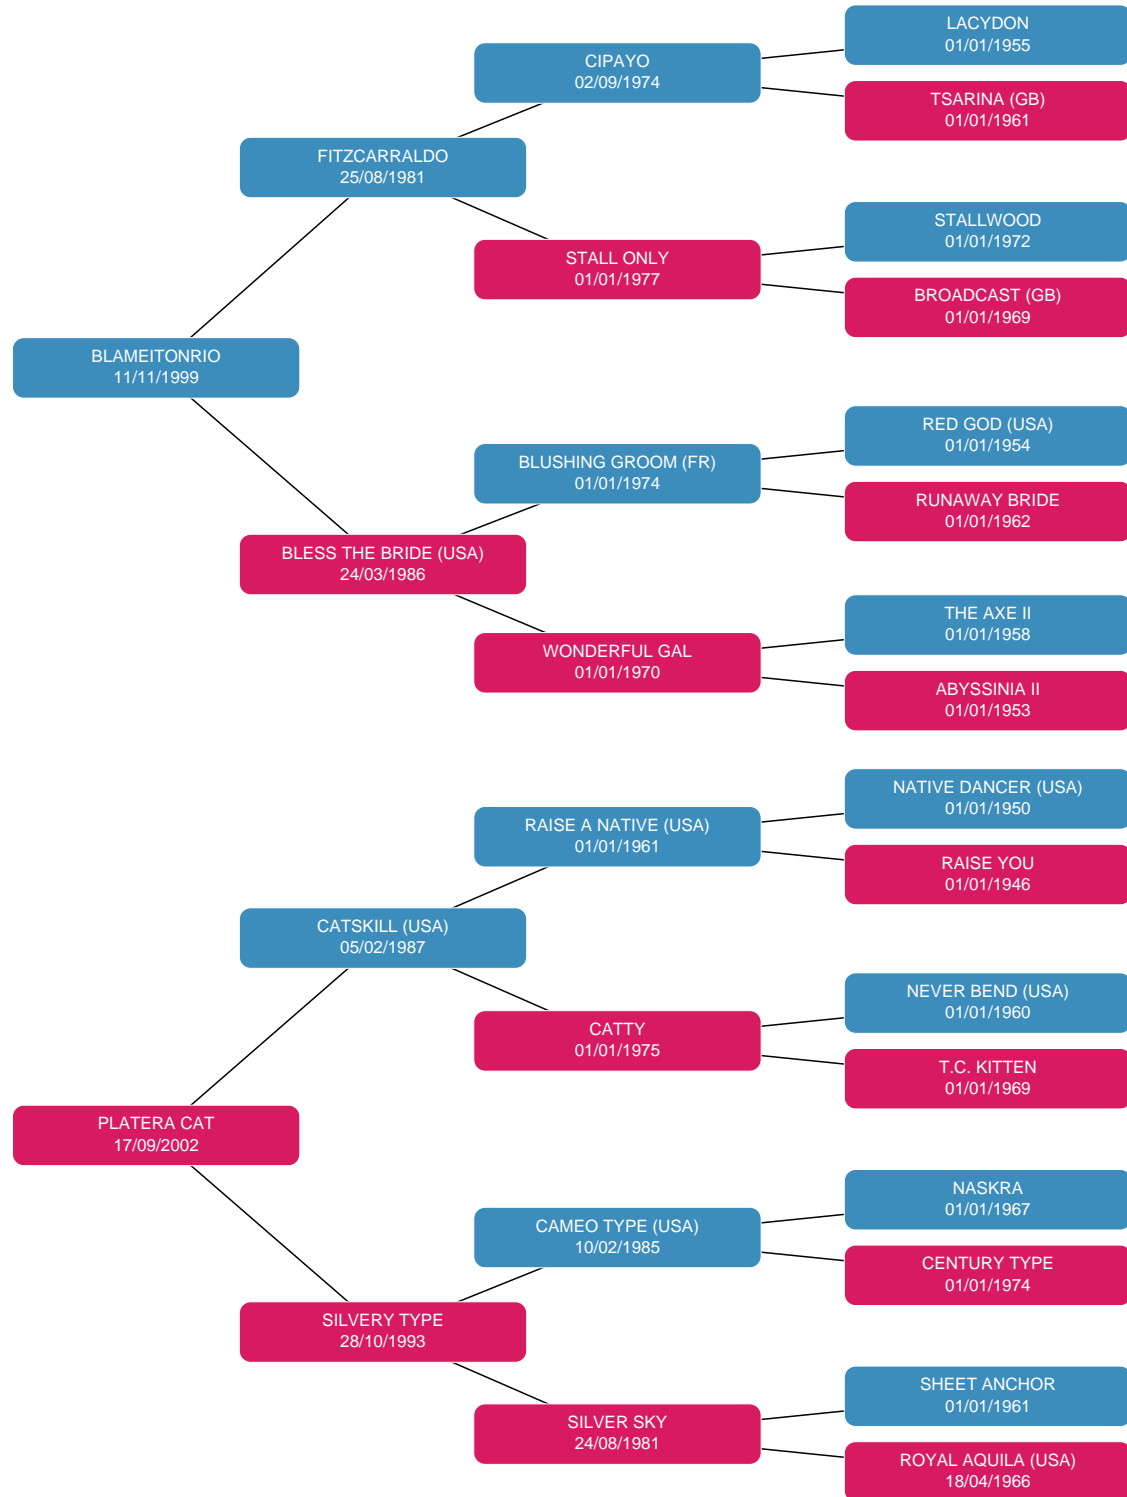 LACYDON
01/01/1955
CIPAYO
02/09/1974
TSARINA (GB)
01/01/1961
FITZCARRALDO
25/08/1981
STALLWOOD
01/01/1972
STALL ONLY
01/01/1977
BROADCAST (GB)
01/01/1969
BLAMEITONRIO
11/11/1999
RED GOD (USA)
01/01/1954
BLUSHING GROOM (FR)
01/01/1974
RUNAWAY BRIDE
01/01/1962
BLESS THE BRIDE (USA)
24/03/1986
THE AXE II
01/01/1958
WONDERFUL GAL
01/01/1970
ABYSSINIA II
01/01/1953
NATIVE DANCER (USA)
01/01/1950
RAISE A NATIVE (USA)
01/01/1961
RAISE YOU
01/01/1946
CATSKILL (USA)
05/02/1987
NEVER BEND (USA)
01/01/1960
CATTY
01/01/1975
T.C. KITTEN
01/01/1969
PLATERA CAT
17/09/2002
NASKRA
01/01/1967
CAMEO TYPE (USA)
10/02/1985
CENTURY TYPE
01/01/1974
SILVERY TYPE
28/10/1993
SHEET ANCHOR
01/01/1961
SILVER SKY
24/08/1981
ROYAL AQUILA (USA)
18/04/1966